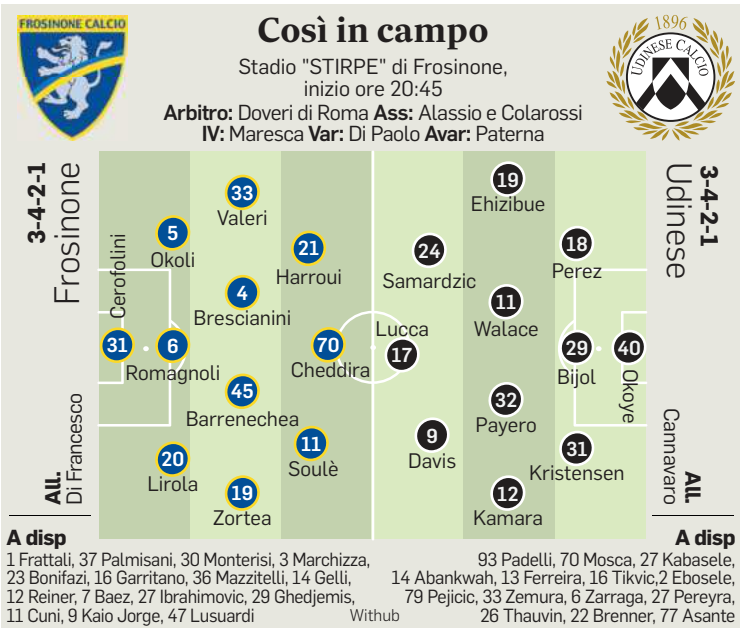 FROSINONE CALCIO
Così in campo
Stadio "STIRPE" di Frosinone,
inizio ore 20:45
Arbitro: Doveri di Roma Ass: Alassio e Colarossi
IV: Maresca Var: Di Paolo Avar: Paterna
1896
UDINESE CALCIO
3-4-2-1
Frosinone
All.
Di Francesco
31
Cerofolini
5
Okoli
6
Romagnoli
20
Lirola
33
Valeri
4
Brescianini
45
Barrenechea
19
Zortea
21
Harroui
11
Soulè
70
Cheddira
Lucca
17
24
Samardzic
9
Davis
19
Ehizibue
11
Walace
32
Payero
12
Kamara
18
Perez
29
Bijol
31
Kristensen
40
Okoye
3-4-2-1
Udinese
All.
Cannavaro
A disp
1 Frattali, 37 Palmisani, 30 Monterisi, 3 Marchizza,
23 Bonifazi, 16 Garritano, 36 Mazzitelli, 14 Gelli,
12 Reiner, 7 Baez, 27 Ibrahimovic, 29 Ghedjemis,
11 Cuni, 9 Kaio Jorge, 47 Lusuardi
Withub
A disp
93 Padelli, 70 Mosca, 27 Kabasele,
14 Abankwah, 13 Ferreira, 16 Tikvic,2 Ebosele,
79 Pejicic, 33 Zemura, 6 Zarraga, 27 Pereyra,
26 Thauvin, 22 Brenner, 77 Asante